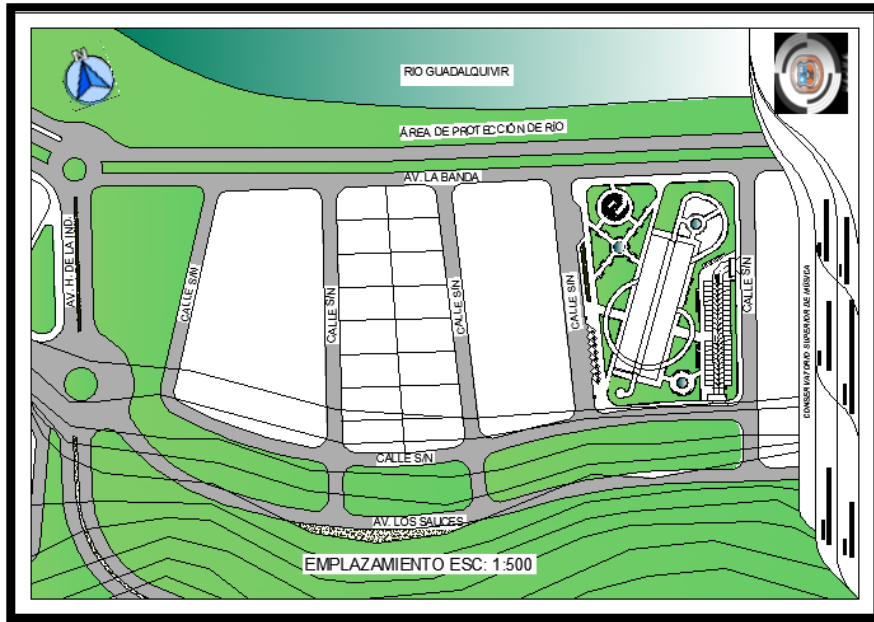 N
RIO GUADALQUIVIR
ÁREA DE PROTECCIÓN DE RÍO
AV. LA BANDA
AV. H. DE LA IND.
CALLE S/N
CALLE S/N
CALLE S/N
CALLE S/N
CALLE S/N
CONSERVATORIO SUPERIOR DE MÚSICA
CALLE S/N
AV. LOS SAUCES
EMPLAZAMIENTO ESC: 1:500